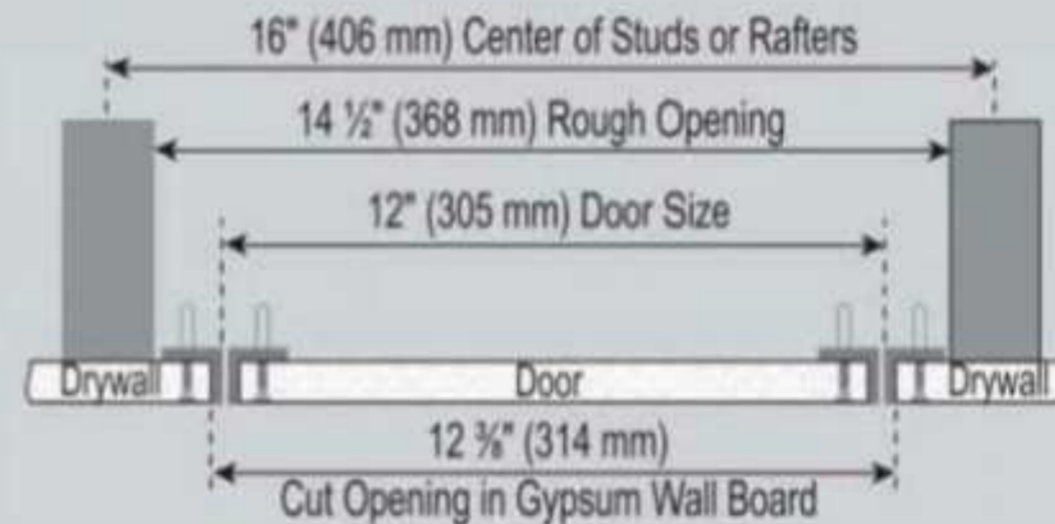 16" (406 mm) Center of Studs or Rafters
14 ½" (368 mm) Rough Opening
12" (305 mm) Door Size
Drywall Door Drywall
12 ⅜" (314 mm)
Cut Opening in Gypsum Wall Board